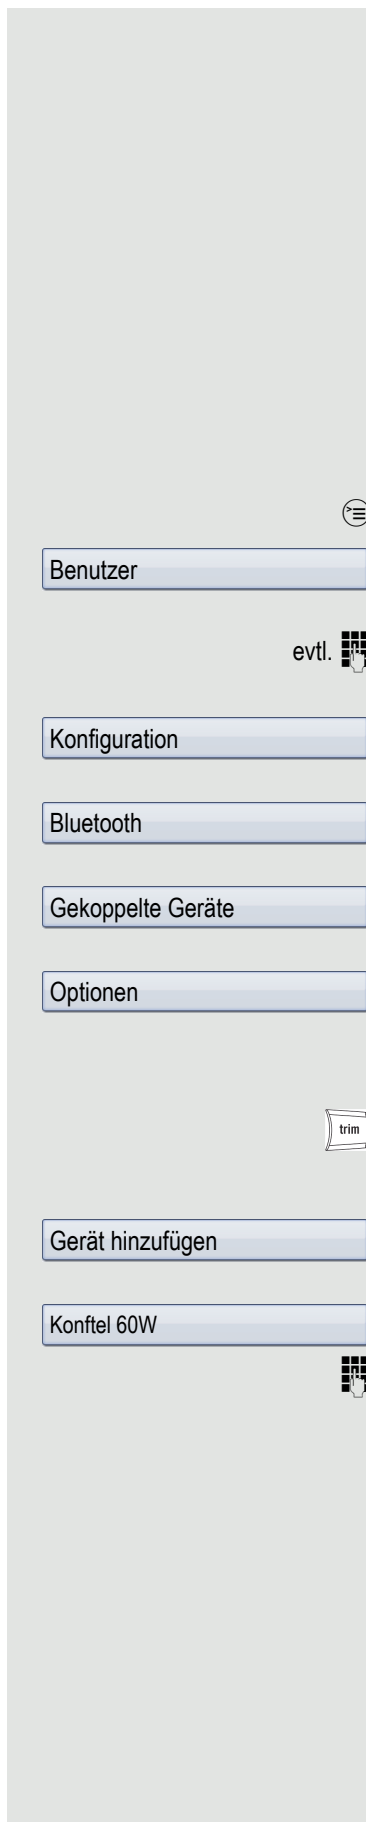 Benutzer
evtl.
Konfiguration
Bluetooth
Gekoppelte Geräte
Optionen
trim
Gerät hinzufügen
Konftel 60W